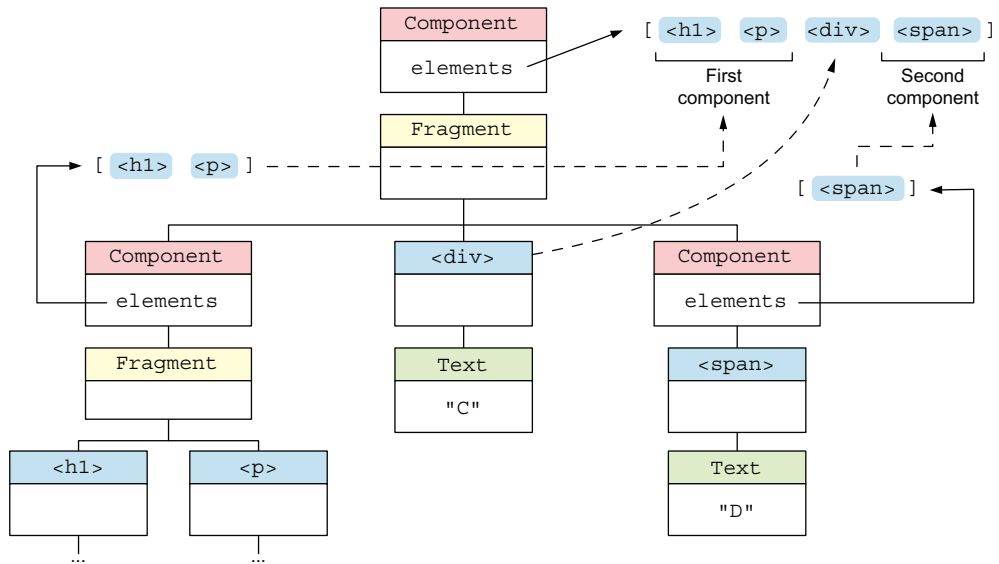 Component
elements
[ <h1> <p> <div> <span> ]
First
component
Second
component
Fragment
[ <h1> <p> ]
[ <span> ]
Component
elements
<div>
Component
elements
Fragment
Text
"C"
<span>
<h1>
<p>
Text
"D"
...
...